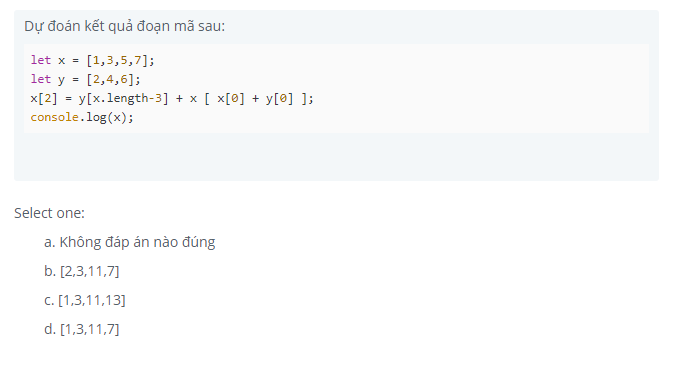 Dự đoán kết quả đoạn mã sau:
let x = [1,3,5,7];
let y = [2,4,6];
x[2] = y[x.length-3] + x [ x[0] + y[0] ];
console.log(x);
Select one:
a. Không đáp án nào đúng
b. [2,3,11,7]
c. [1,3,11,13]
d. [1,3,11,7]